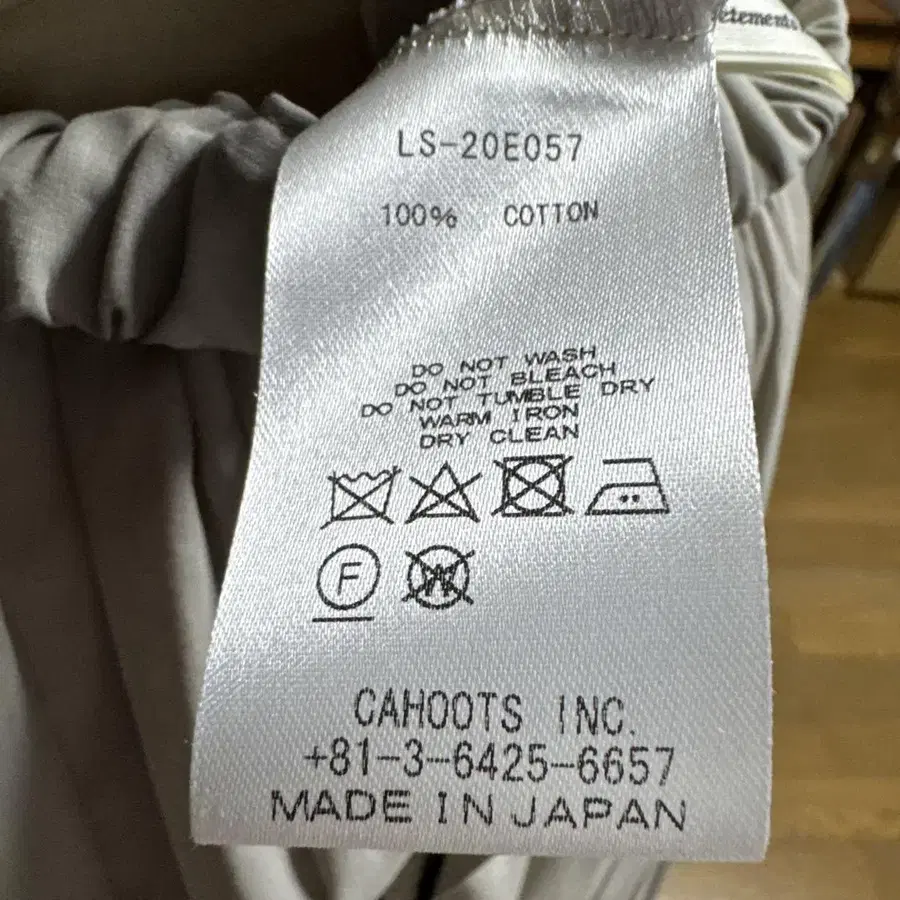 etements
LS-20E057
100% COTTON
DO NOT WASH
DO NOT BLEACH
DO NOT TUMBLE DRY
WARM IRON
DRY CLEAN
F W
CAHOOTS INC.
+81-3-6425-6657
MADE IN JAPAN